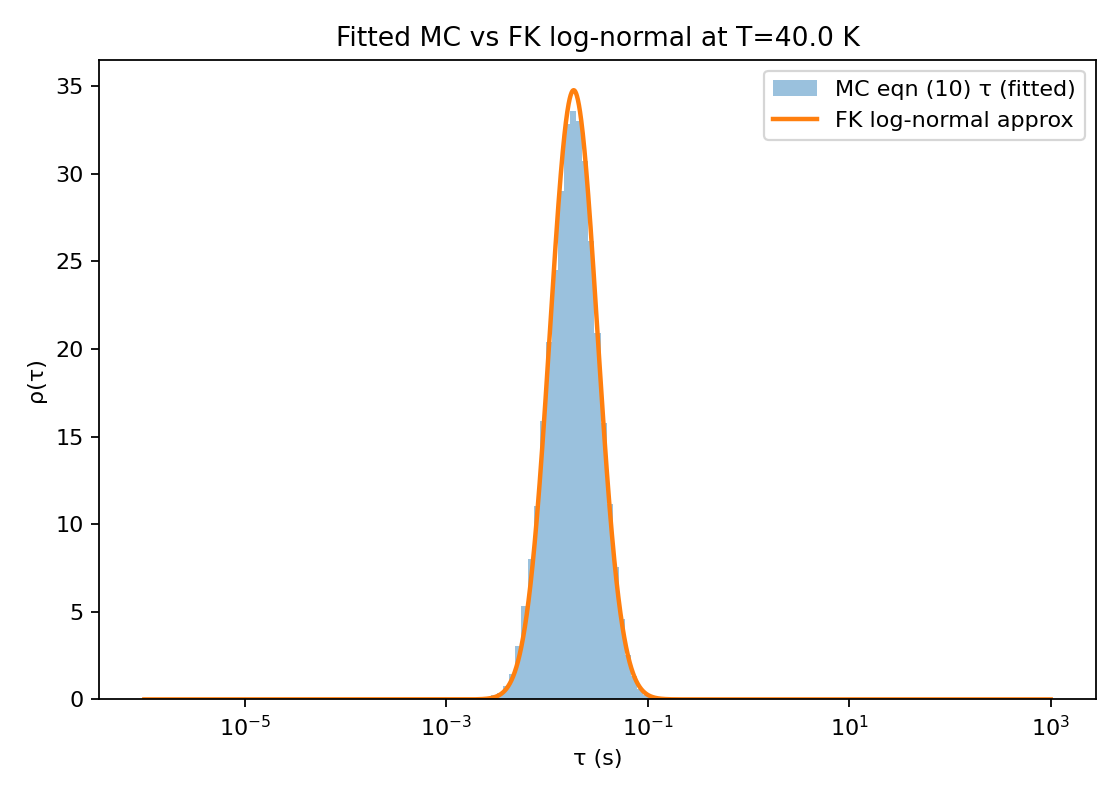 Fitted MC vs FK log-normal at T=40.0 K
MC eqn (10) τ (fitted)
FK log-normal approx
35
30
25
20
15
10
5
0
ρ(τ)
10⁻⁵
10⁻³
10⁻¹
10¹
10³
τ (s)